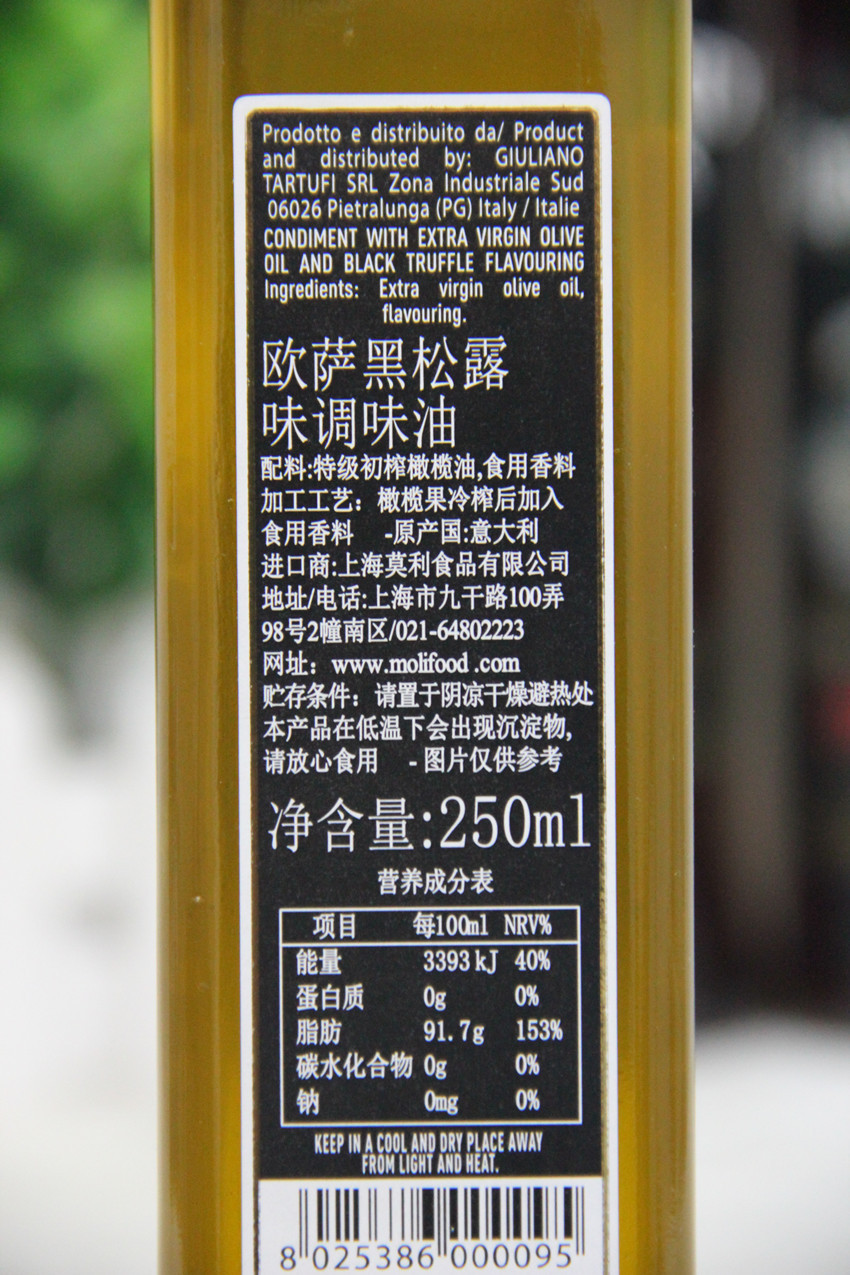 Prodotto e distribuito da/ Product
and distributed by: GIULIANO
TARTUFI SRL Zona Industriale Sud
06026 Pietralunga (PG) Italy / Italie
CONDIMENT WITH EXTRA VIRGIN OLIVE
OIL AND BLACK TRUFFLE FLAVOURING
Ingredients: Extra virgin olive oil,
flavouring.
欧萨黑松露
味调味油
配料:特级初榨橄榄油,食用香料
加工工艺：橄榄果冷榨后加入
食用香料 -原产国:意大利
进口商:上海莫利食品有限公司
地址/电话:上海市九干路100弄
98号2幢南区/021-64802223
网址：www.molifood .com
贮存条件：请置于阴凉干燥避热处
本产品在低温下会出现沉淀物,
请放心食用 - 图片仅供参考
净含量:250ml
营养成分表
项目 每100ml NRV%
能量 3393kJ 40%
蛋白质 0g 0%
脂肪 91.7g 153%
碳水化合物 0g 0%
钠 0mg 0%
KEEP IN A COOL AND DRY PLACE AWAY
FROM LIGHT AND HEAT.
8 025386 000095